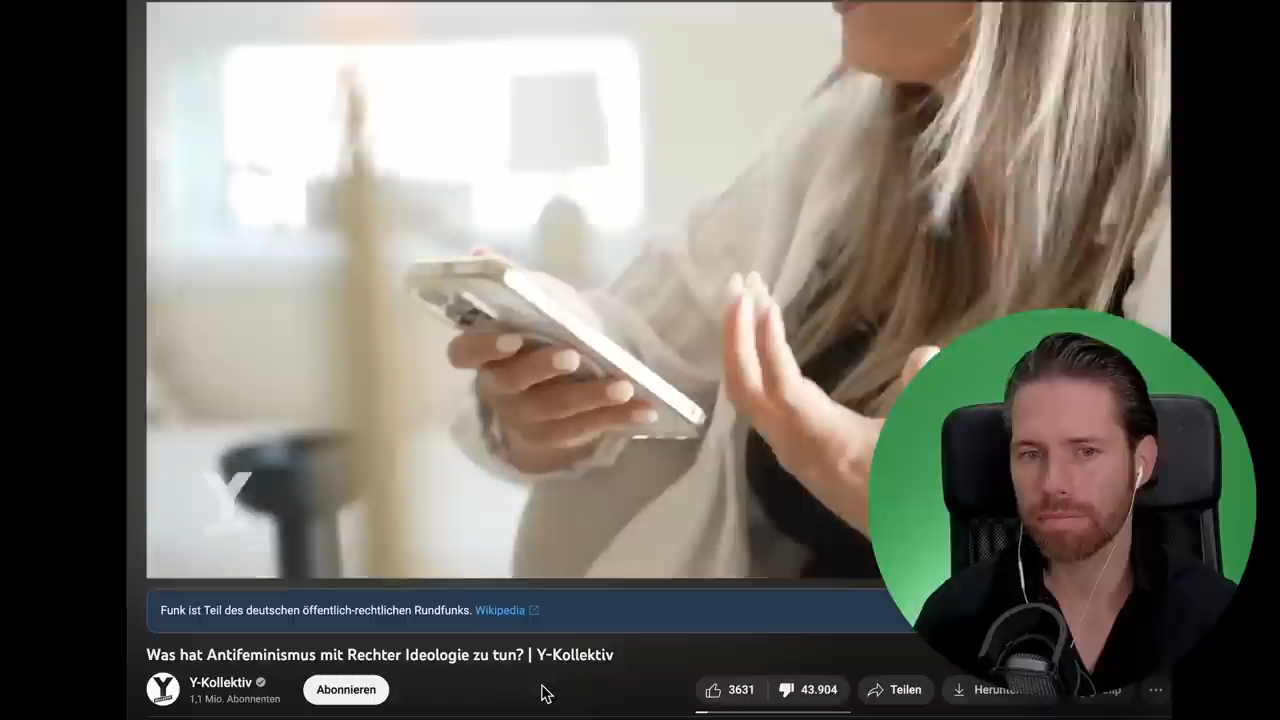 Y
Funk ist Teil des deutschen öffentlich-rechtlichen Rundfunks. Wikipedia
Was hat Antifeminismus mit Rechter Ideologie zu tun? | Y-Kollektiv
Y-Kollektiv
1,1 Mio. Abonnenten
Abonnieren
3631
43.904
Teilen